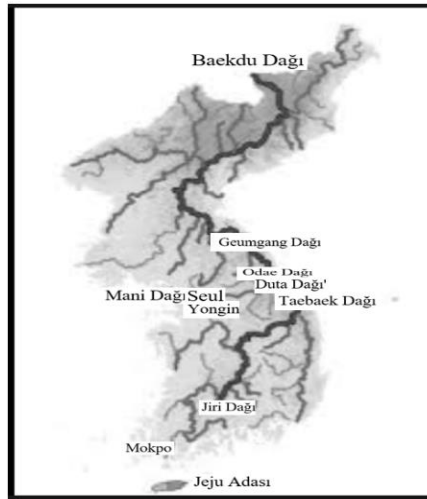 Baekdu Dağı
Geumgang Dağı
Odae Dağı
Duta Dağı'
Mani Dağı Seul
Taebaek Dağı
Yongin
Jiri Dağı
Mokpo
Jeju Adası